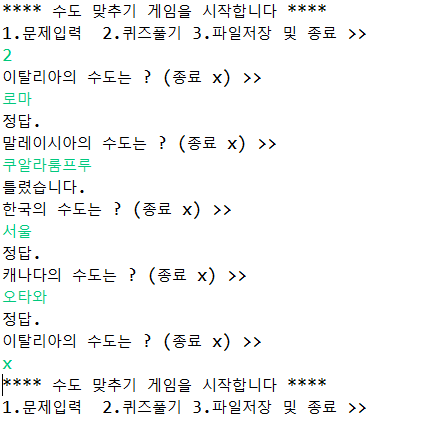 **** 수도 맞추기 게임을 시작합니다 ****
1.문제입력  2.퀴즈풀기 3.파일저장 및 종료 >>
2
이탈리아의 수도는 ? (종료 x) >>
로마
정답.
말레이시아의 수도는 ? (종료 x) >>
쿠알라룸프루
틀렸습니다.
한국의 수도는 ? (종료 x) >>
서울
정답.
캐나다의 수도는 ? (종료 x) >>
오타와
정답.
이탈리아의 수도는 ? (종료 x) >>
x
**** 수도 맞추기 게임을 시작합니다 ****
1.문제입력  2.퀴즈풀기 3.파일저장 및 종료 >>